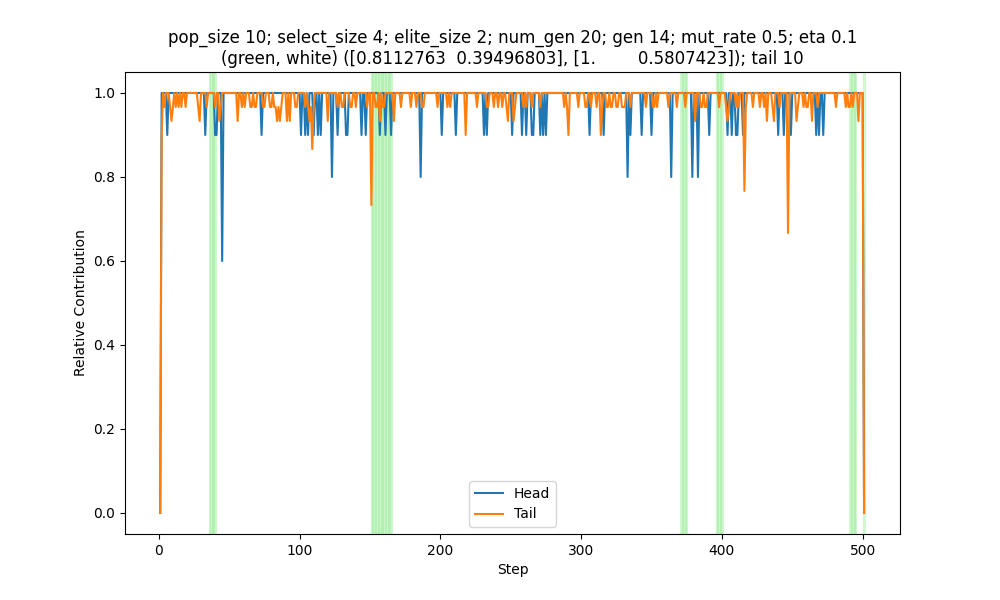 pop_size 10; select_size 4; elite_size 2; num_gen 20; gen 14; mut_rate 0.5; eta 0.1
(green, white) ([0.8112763  0.39496803], [1.         0.5807423]); tail 10
1.0
0.8
0.6
0.4
0.2
0.0
Relative Contribution
Head
Tail
0
100
200
300
400
500
Step